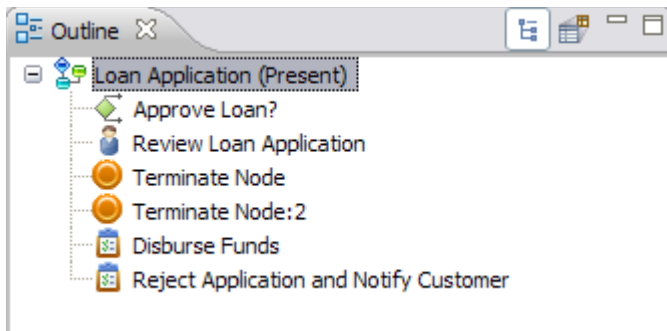 Outline
Loan Application (Present)
Approve Loan?
Review Loan Application
Terminate Node
Terminate Node:2
Disburse Funds
Reject Application and Notify Customer